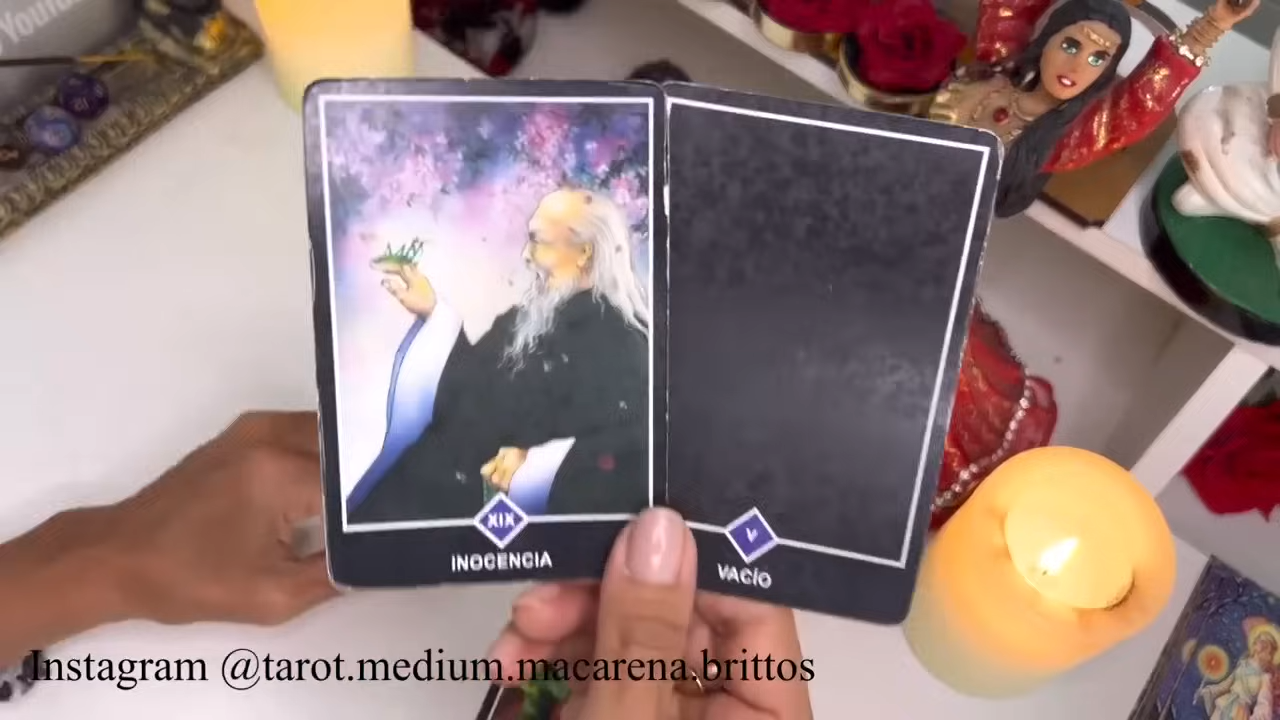 XIX
INOCENCIA
V
VACÍO
Instagram @tarot.medium.macarena.brittos